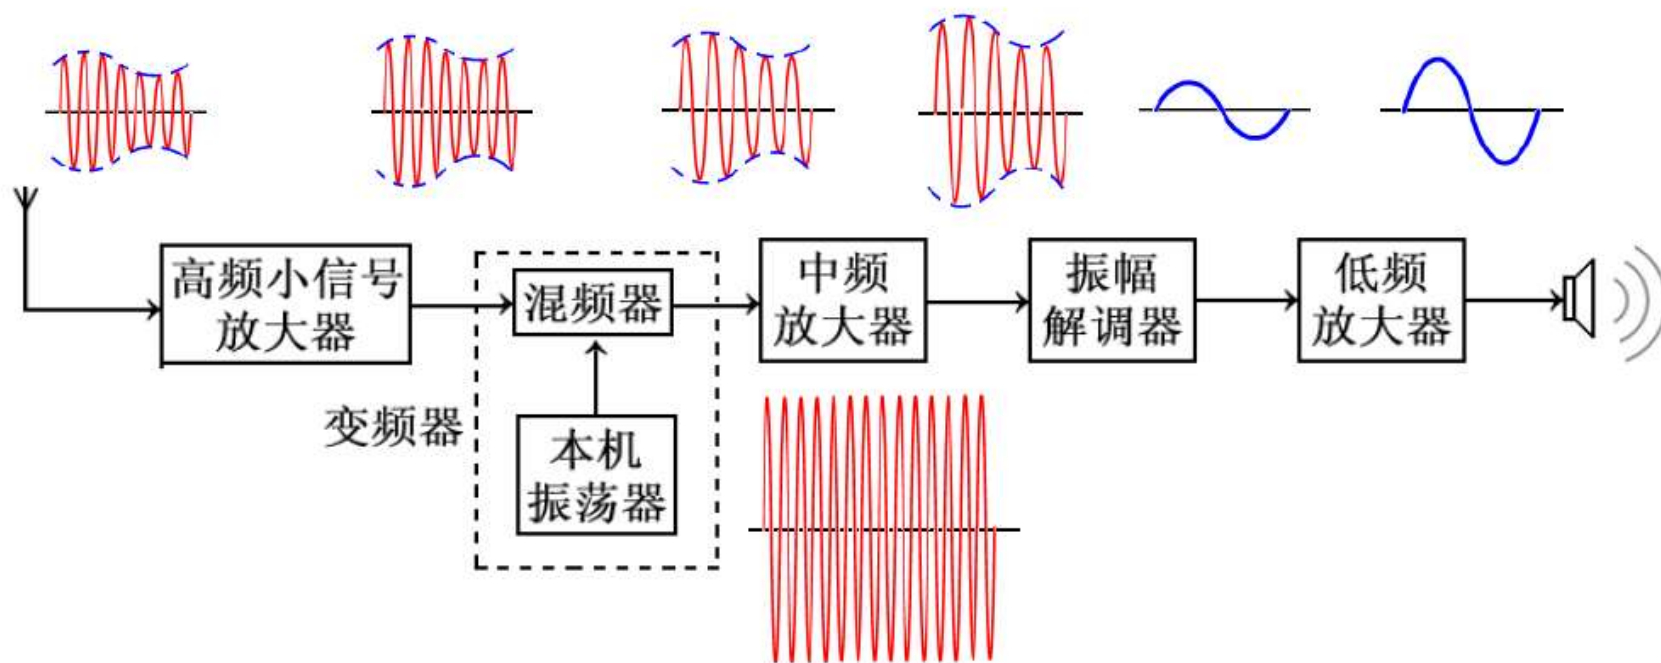 高频小信号
放大器
混频器
变频器
本机
振荡器
中频
放大器
振幅
解调器
低频
放大器